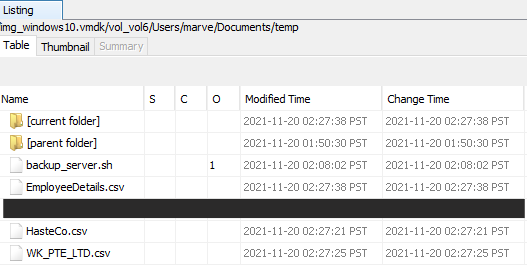 Listing
img_windows10.vmdk/vol_vol6/Users/marve/Documents/temp
Table Thumbnail Summary
Name S C O Modified Time Change Time
[current folder] 2021-11-20 02:27:38 PST 2021-11-20 02:27:38 PST
[parent folder] 2021-11-20 01:50:30 PST 2021-11-20 01:50:30 PST
backup_server.sh 1 2021-11-20 02:08:02 PST 2021-11-20 02:08:02 PST
EmployeeDetails.csv 2021-11-20 02:27:38 PST 2021-11-20 02:27:38 PST
HasteCo.csv 2021-11-20 02:27:21 PST 2021-11-20 02:27:21 PST
WK_PTE_LTD.csv 2021-11-20 02:27:25 PST 2021-11-20 02:27:25 PST